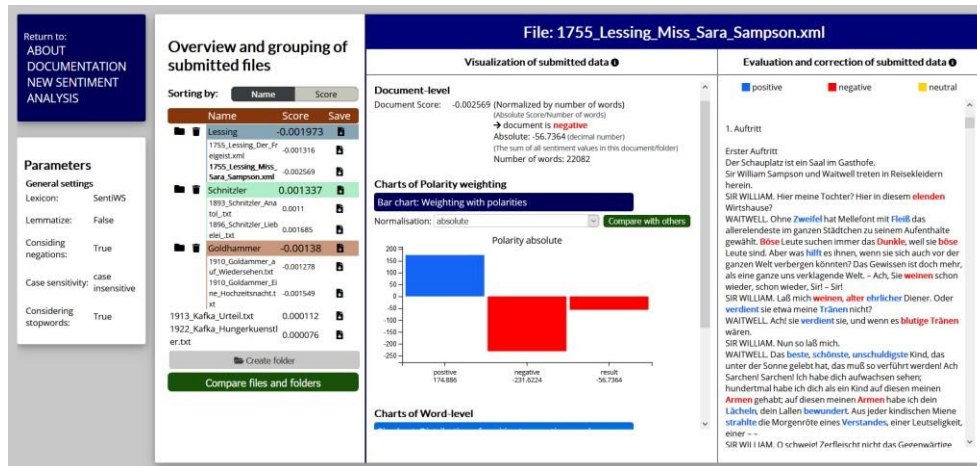 Return to:
ABOUT
DOCUMENTATION
NEW SENTIMENT
ANALYSIS
Parameters
General settings
Lexicon: SentiWS
Lemmatize: False
Considing
negations: True
Case sensitivity: case
insensitive
Considering
stopwords: True
Overview and grouping of
submitted files
Sorting by: Name Score
Name Score Save
Lessing -0.001973
1755_Lessing_Der_Fr
eigeist.xml -0.001316
1755_Lessing_Miss_
Sara_Sampson.xml -0.002569
Schnitzler 0.001337
1893_Schnitzler_Ana
tol_.txt 0.0011
1896_Schnitzler_Lieb
elei_.txt 0.001685
Goldhammer -0.00138
1910_Goldammer_a
uf_Wiedersehen.txt -0.001278
1910_Goldammer_Ei
ne_Hochzeitsnacht.t
xt -0.001549
1913_Kafka_Urteil.txt 0.000112
1922_Kafka_Hungerkuenstl
er.txt 0.000076
Create folder
Compare files and folders
File: 1755_Lessing_Miss_Sara_Sampson.xml
Visualization of submitted data
Document-level
Document Score: -0.002569 (Normalized by number of words)
(Absolute Score/Number of words)
→ document is negative
Absolute: -56.7364 (decimal number)
(The sum of all sentiment values in this document/folder)
Number of words: 22082
Charts of Polarity weighting
Bar chart: Weighting with polarities
Normalisation: absolute Compare with others
Polarity absolute
200
150
100
50
0
-50
-100
-150
-200
-250
positive negative result
174.886 -231.6224 -56.7364
Charts of Word-level
Evaluation and correction of submitted data
positive negative neutral
1. Auftritt
Erster Auftritt
Der Schauplatz ist ein Saal im Gasthofe.
Sir William Sampson und Waitwell treten in Reisekleidern
herein.
SIR WILLIAM. Hier meine Tochter? Hier in diesem elenden
Wirtshause?
WAITWELL. Ohne Zweifel hat Mellefont mit Fleiß das
allerelendeste im ganzen Städtchen zu seinem Aufenthalte
gewählt. Böse Leute suchen immer das Dunkle, weil sie böse
Leute sind. Aber was hilft es ihnen, wenn sie sich auch vor der
ganzen Welt verbergen könnten? Das Gewissen ist doch mehr,
als eine ganze uns verklagende Welt. – Ach, Sie weinen schon
wieder, schon wieder, Sir! – Sir!
SIR WILLIAM. Laß mich weinen, alter ehrlicher Diener. Oder
verdient sie etwa meine Tränen nicht?
WAITWELL. Ach! sie verdient sie, und wenn es blutige Tränen
wären.
SIR WILLIAM. Nun so laß mich.
WAITWELL. Das beste, schönste, unschuldigste Kind, das
unter der Sonne gelebt hat, das muß so verführt werden! Ach
Sarchen! Sarchen! Ich habe dich aufwachsen sehen;
hundertmal habe ich dich als ein Kind auf diesen meinen
Armen gehabt; auf diesen meinen Armen habe ich dein
Lächeln, dein Lallen bewundert. Aus jeder kindischen Miene
strahlte die Morgenröte eines Verstandes, einer Leutseligkeit,
einer – –
SIR WILLIAM. O schweig! Zerfleischt nicht das Gegenwärtige